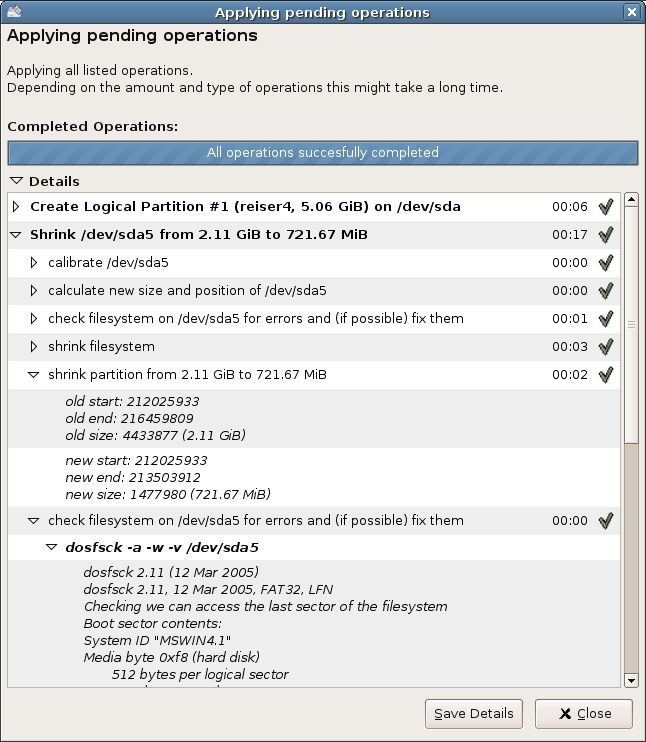 Applying pending operations
Applying pending operations
Applying all listed operations.
Depending on the amount and type of operations this might take a long time.
Completed Operations:
All operations succesfully completed
Details
Create Logical Partition #1 (reiser4, 5.06 GiB) on /dev/sda 00:06
Shrink /dev/sda5 from 2.11 GiB to 721.67 MiB 00:17
calibrate /dev/sda5 00:00
calculate new size and position of /dev/sda5 00:00
check filesystem on /dev/sda5 for errors and (if possible) fix them 00:01
shrink filesystem 00:03
shrink partition from 2.11 GiB to 721.67 MiB 00:02
old start: 212025933
old end: 216459809
old size: 4433877 (2.11 GiB)
new start: 212025933
new end: 213503912
new size: 1477980 (721.67 MiB)
check filesystem on /dev/sda5 for errors and (if possible) fix them 00:00
dosfsck -a -w -v /dev/sda5
dosfsck 2.11 (12 Mar 2005)
dosfsck 2.11, 12 Mar 2005, FAT32, LFN
Checking we can access the last sector of the filesystem
Boot sector contents:
System ID "MSWIN4.1"
Media byte 0xf8 (hard disk)
512 bytes per logical sector
Save Details Close